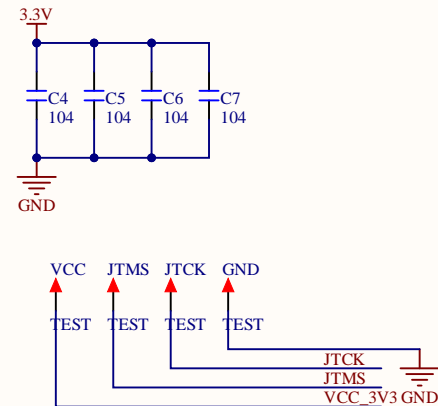 3.3V
C4 C5 C6 C7
104 104 104 104
GND
VCC JTMS JTCK GND
TEST TEST TEST TEST
JTCK
JTMS
VCC_3V3 GND